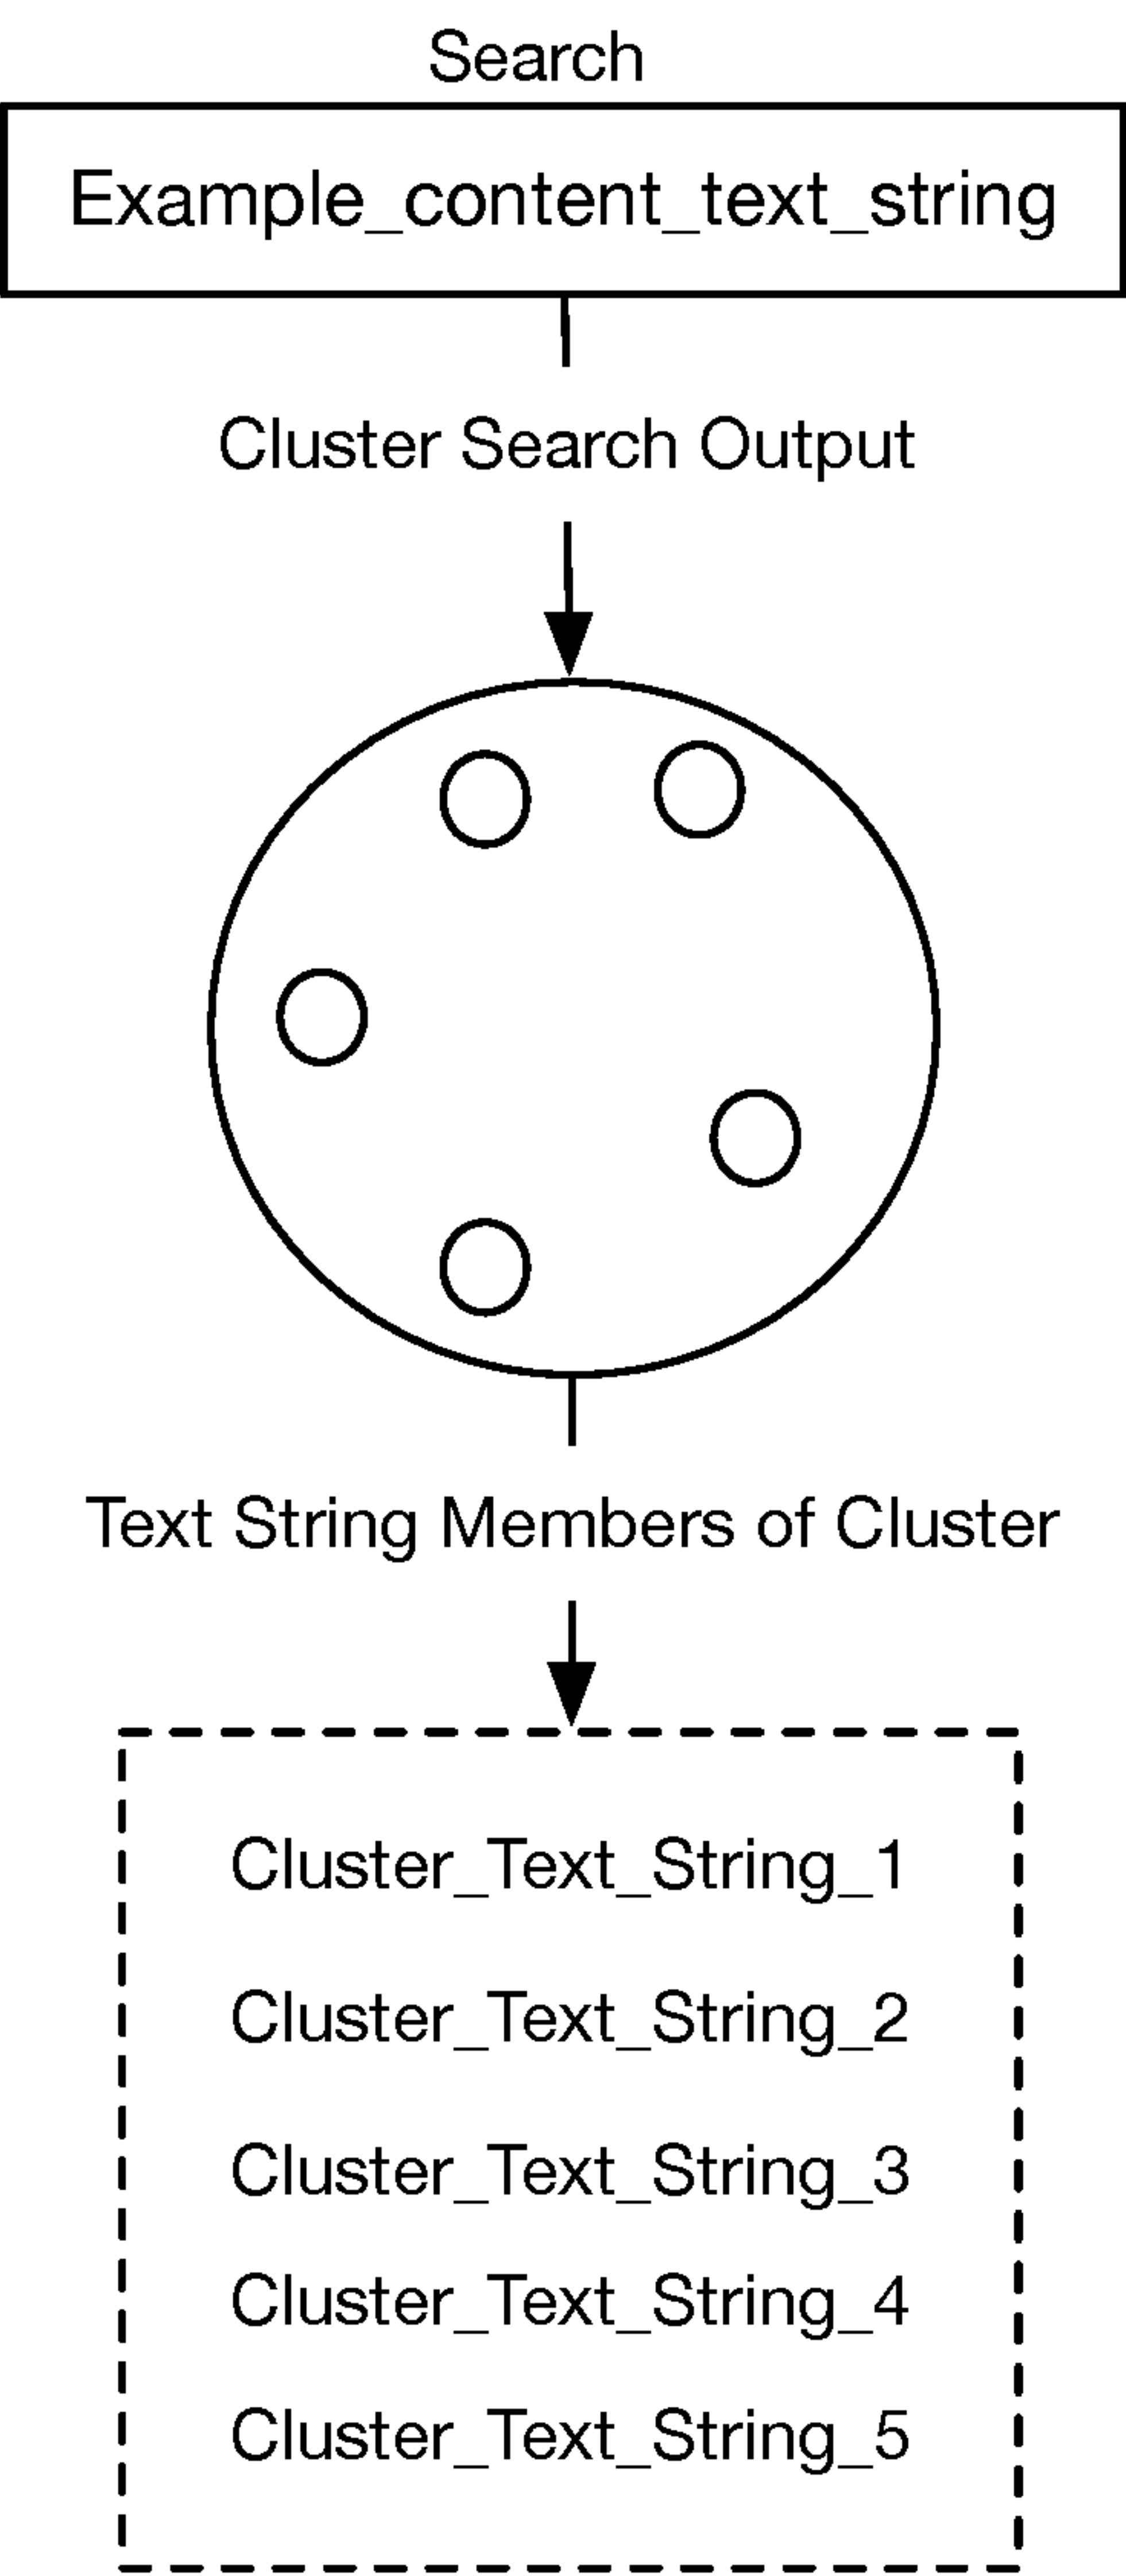 Search
Example_content_text_string
Cluster Search Output
Text String Members of Cluster
Cluster_Text_String_1
Cluster_Text_String_2
Cluster_Text_String_3
Cluster_Text_String_4
Cluster_Text_String_5